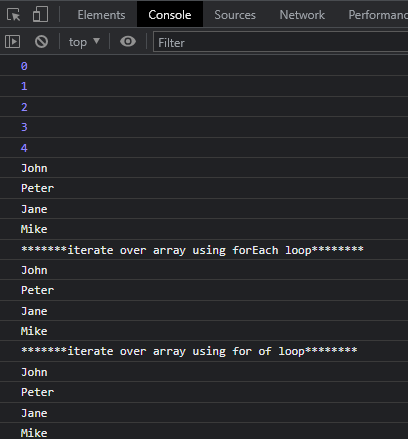 Elements Console Sources Network Performanc
top ▼ Filter
0
1
2
3
4
John
Peter
Jane
Mike
*******iterate over array using forEach loop********
John
Peter
Jane
Mike
*******iterate over array using for of loop********
John
Peter
Jane
Mike